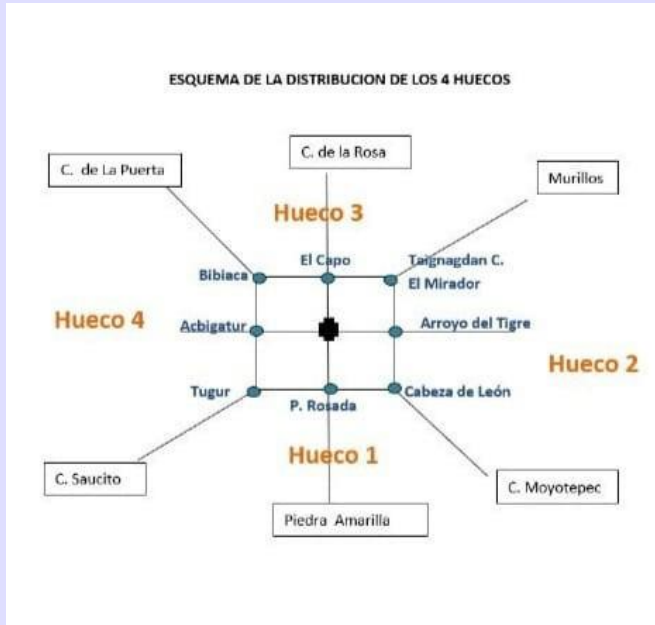 ESQUEMA DE LA DISTRIBUCION DE LOS 4 HUECOS
C. de la Rosa
C. de La Puerta
Murillos
Hueco 3
El Capo
Taignagdan C.
Bibiaca
El Mirador
Hueco 4
Acbigatur
Arroyo del Tigre
Hueco 2
Tugur
Cabeza de León
P. Rosada
Hueco 1
C. Saucito
C. Moyotepec
Piedra Amarilla